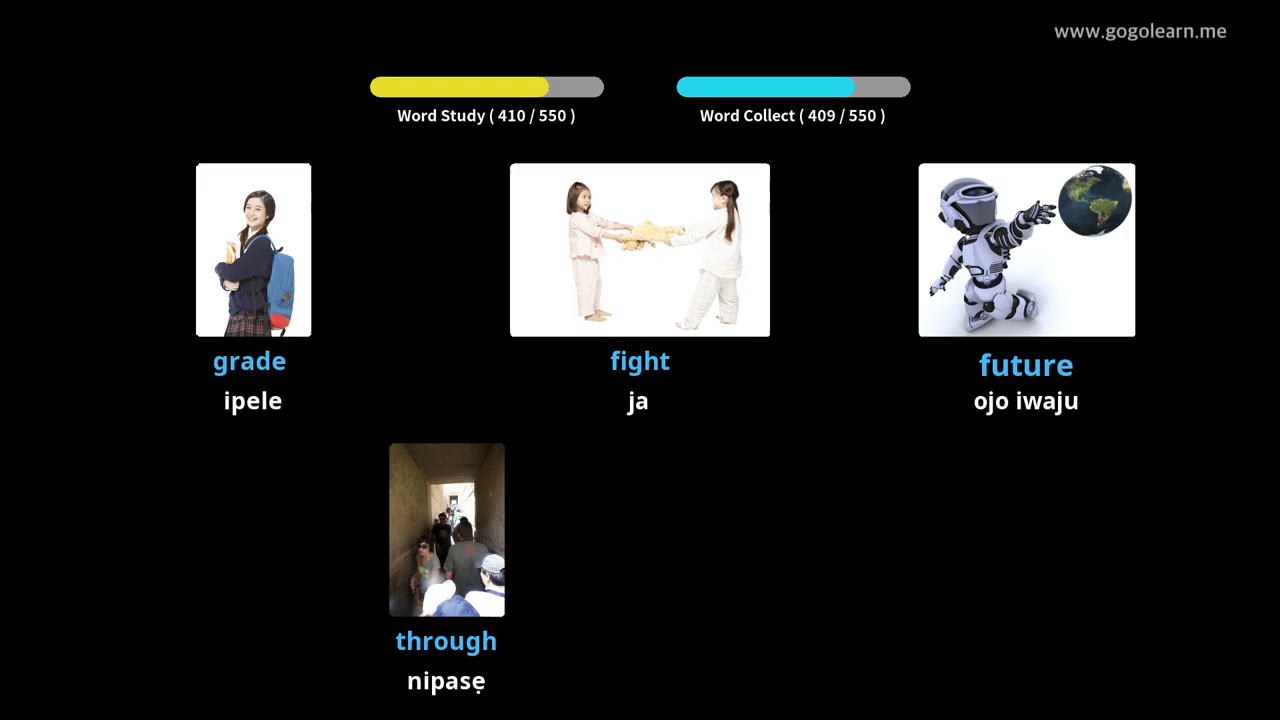 www.gogolearn.me
Word Study ( 410 / 550 )
Word Collect ( 409 / 550 )
grade
fight
future
ipele
ja
ojo iwaju
through
nipasẹ